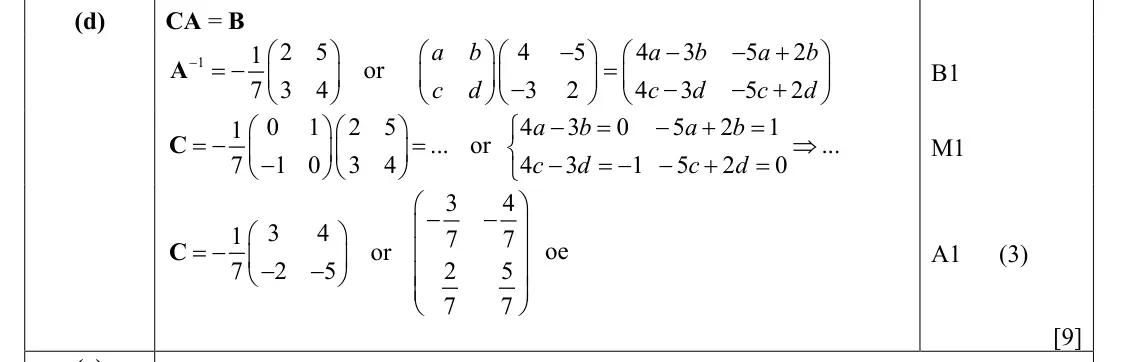 (d) CA = B
A⁻¹ = −1/7 (2 5; 3 4) or (a b; c d)(4 −5; −3 2) = (4a − 3b −5a + 2b; 4c − 3d −5c + 2d) B1
C = −1/7 (0 1; −1 0)(2 5; 3 4) = ... or {4a − 3b = 0 −5a + 2b = 1; 4c − 3d = −1 −5c + 2d = 0 ⇒ ... M1
C = −1/7 (3 4; −2 −5) or (−3/7 −4/7; 2/7 5/7) oe A1 (3)
[9]